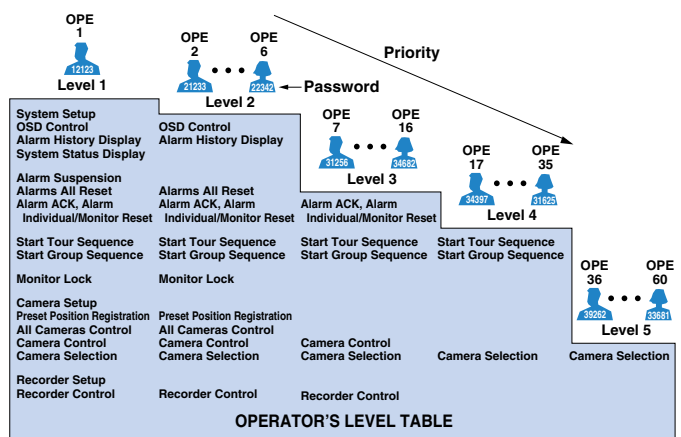 OPE 1
12123
Level 1
OPE 2
OPE 6
21233
22342
Level 2
Password
Priority
OPE 7
OPE 16
31256
34682
Level 3
OPE 17
OPE 35
34397
31625
Level 4
OPE 36
OPE 60
39262
33681
Level 5
System Setup
OSD Control OSD Control
Alarm History Display Alarm History Display
System Status Display
Alarm Suspension
Alarms All Reset Alarms All Reset
Alarm ACK, Alarm Alarm ACK, Alarm Alarm ACK, Alarm
Individual/Monitor Reset Individual/Monitor Reset Individual/Monitor Reset
Start Tour Sequence Start Tour Sequence Start Tour Sequence Start Tour Sequence
Start Group Sequence Start Group Sequence Start Group Sequence Start Group Sequence
Monitor Lock Monitor Lock
Camera Setup
Preset Position Registration Preset Position Registration
All Cameras Control All Cameras Control
Camera Control Camera Control Camera Control
Camera Selection Camera Selection Camera Selection Camera Selection Camera Selection
Recorder Setup
Recorder Control Recorder Control Recorder Control
OPERATOR'S LEVEL TABLE